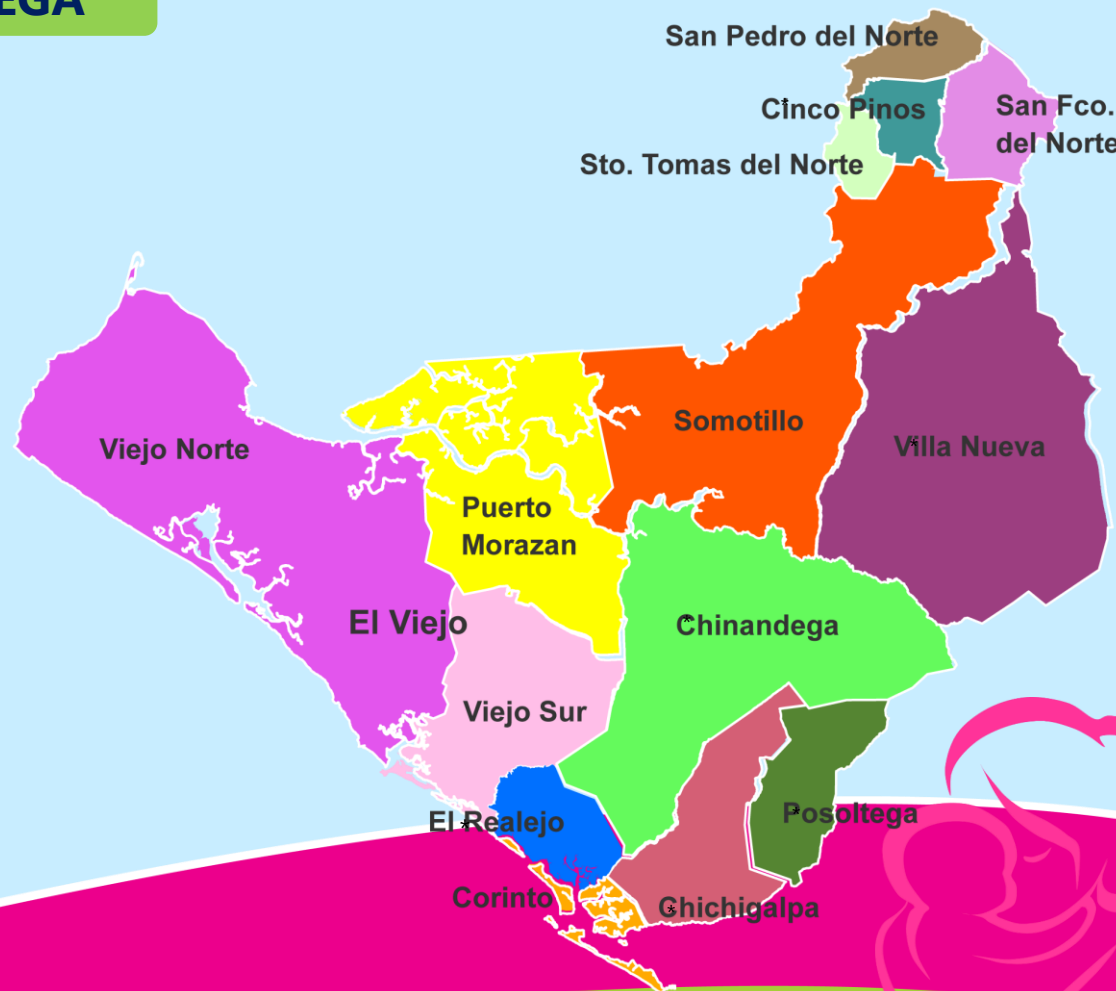 EGA
San Pedro del Norte
Cinco Pinos
San Fco.
del Norte
Sto. Tomas del Norte
Somotillo
Viejo Norte
Villa Nueva
Puerto
Morazan
El Viejo
Chinandega
Viejo Sur
El Realejo
Posoltega
Corinto
Chichigalpa